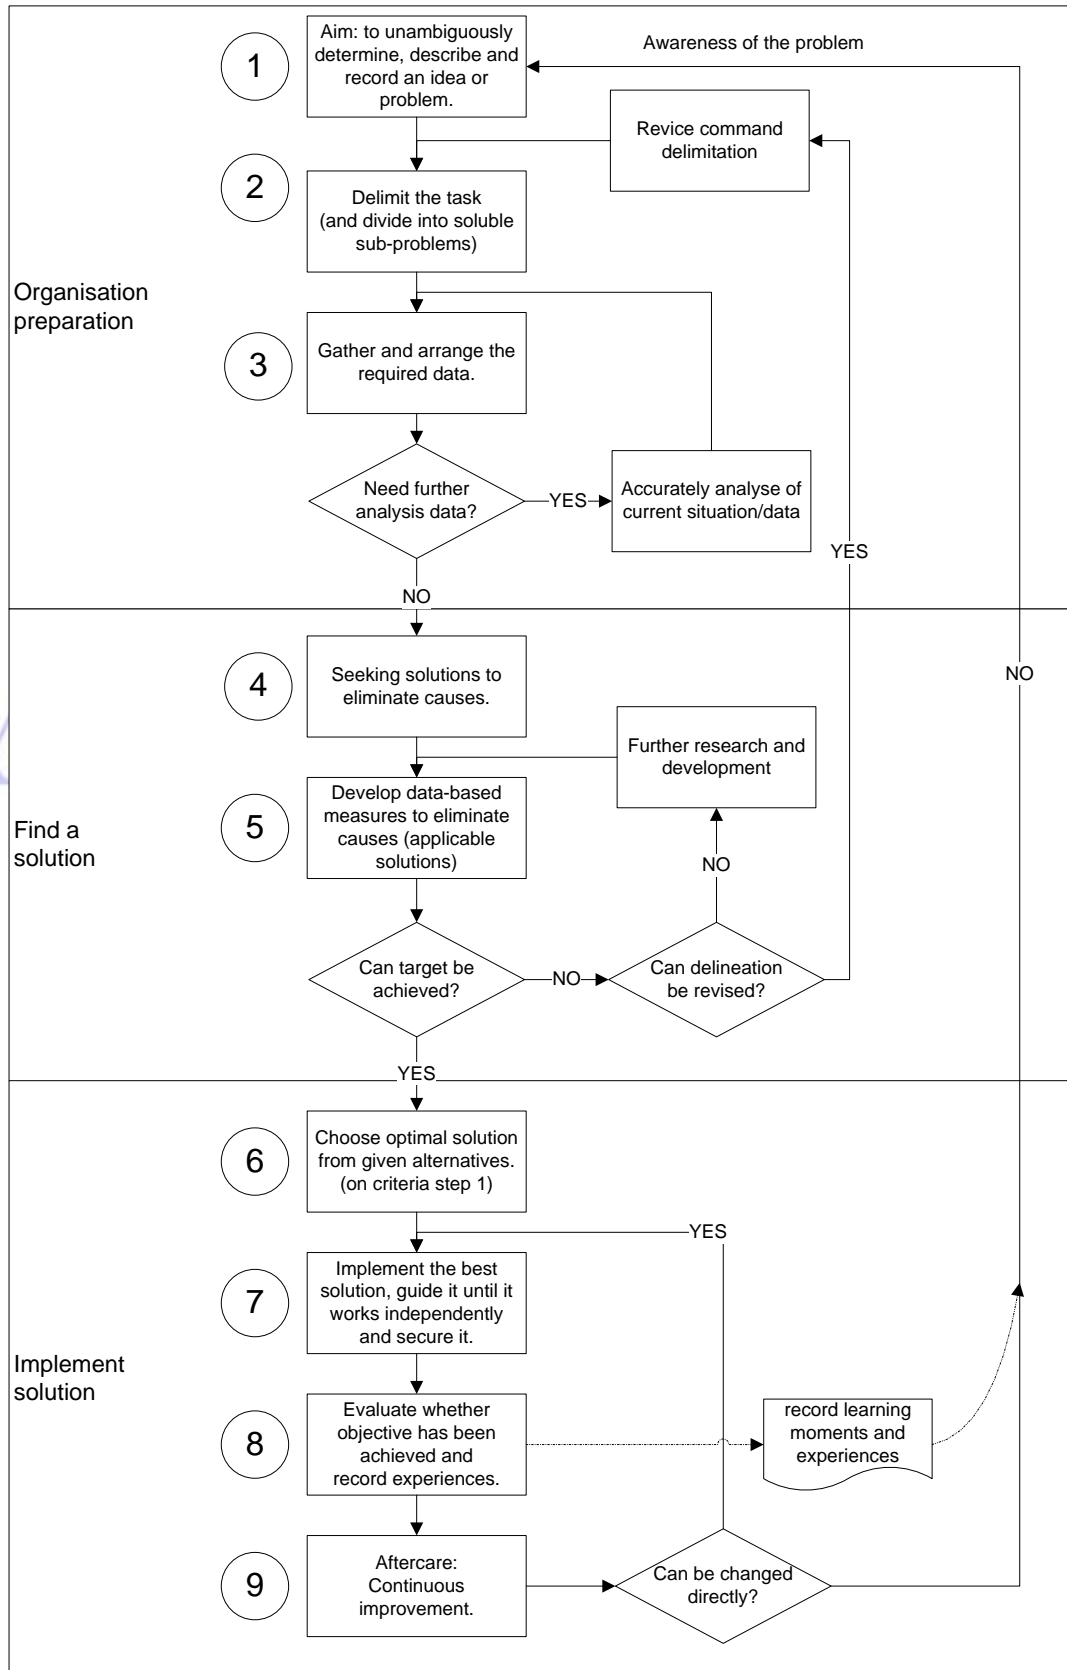 Aim: to unambiguously
determine, describe and
record an idea or
problem.
1
Awareness of the problem
Revice command
delimitation
2
Delimit the task
(and divide into soluble
sub-problems)
Organisation
preparation
3
Gather and arrange the
required data.
Need further
analysis data?
YES
Accurately analyse of
current situation/data
YES
NO
4
Seeking solutions to
eliminate causes.
NO
Further research and
development
Find a
solution
5
Develop data-based
measures to eliminate
causes (applicable
solutions)
NO
Can target be
achieved?
NO
Can delineation
be revised?
YES
6
Choose optimal solution
from given alternatives.
(on criteria step 1)
YES
7
Implement the best
solution, guide it until it
works independently
and secure it.
Implement
solution
8
Evaluate whether
objective has been
achieved and
record experiences.
record learning
moments and
experiences
9
Aftercare:
Continuous
improvement.
Can be changed
directly?